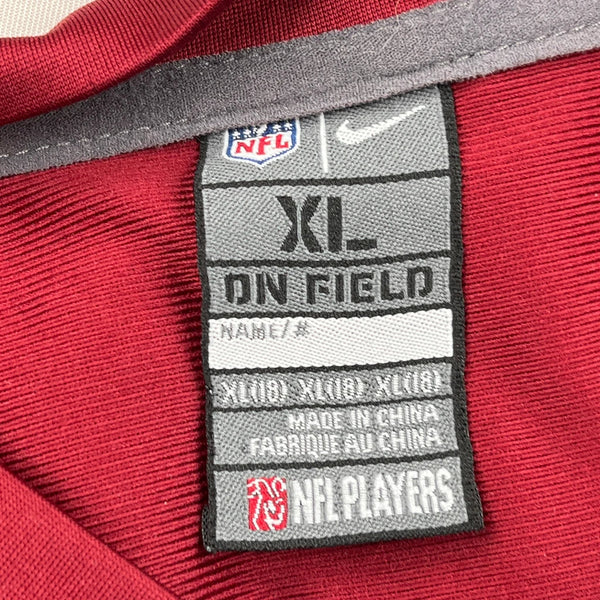 NFL
XL
ON FIELD
NAME/#
XL(18) XL(18) XL(18)
MADE IN CHINA
FABRIQUE AU CHINA
NFL PLAYERS